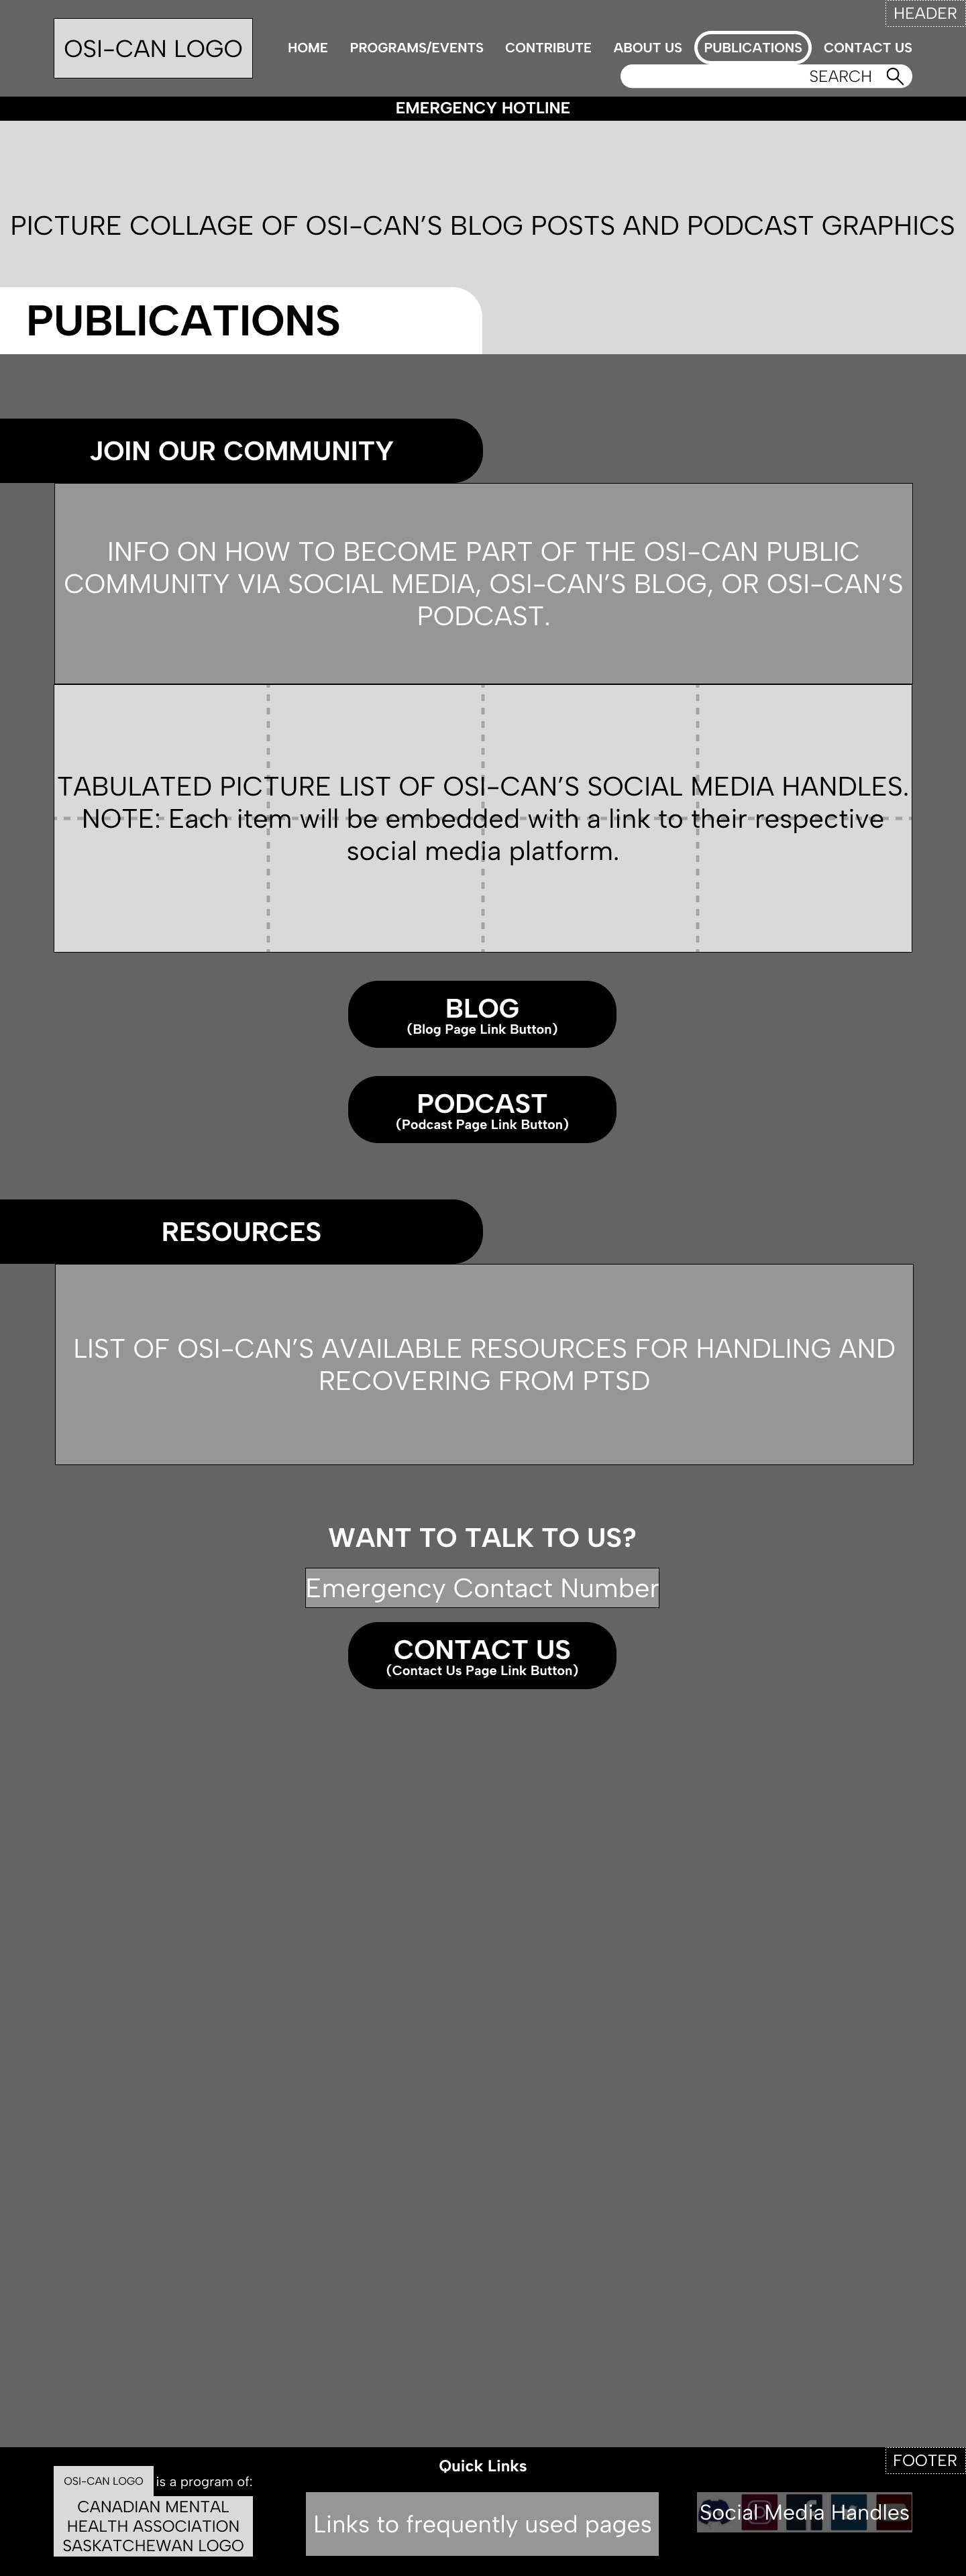 HEADER
OSI-CAN LOGO
HOME PROGRAMS/EVENTS CONTRIBUTE ABOUT US PUBLICATIONS CONTACT US
SEARCH
EMERGENCY HOTLINE
PICTURE COLLAGE OF OSI-CAN’S BLOG POSTS AND PODCAST GRAPHICS
PUBLICATIONS
JOIN OUR COMMUNITY
INFO ON HOW TO BECOME PART OF THE OSI-CAN PUBLIC
COMMUNITY VIA SOCIAL MEDIA, OSI-CAN’S BLOG, OR OSI-CAN’S
PODCAST.
TABULATED PICTURE LIST OF OSI-CAN’S SOCIAL MEDIA HANDLES.
NOTE: Each item will be embedded with a link to their respective
social media platform.
BLOG
(Blog Page Link Button)
PODCAST
(Podcast Page Link Button)
RESOURCES
LIST OF OSI-CAN’S AVAILABLE RESOURCES FOR HANDLING AND
RECOVERING FROM PTSD
WANT TO TALK TO US?
Emergency Contact Number
CONTACT US
(Contact Us Page Link Button)
FOOTER
Quick Links
OSI-CAN LOGO is a program of:
CANADIAN MENTAL
HEALTH ASSOCIATION
SASKATCHEWAN LOGO
Links to frequently used pages
Social Media Handles